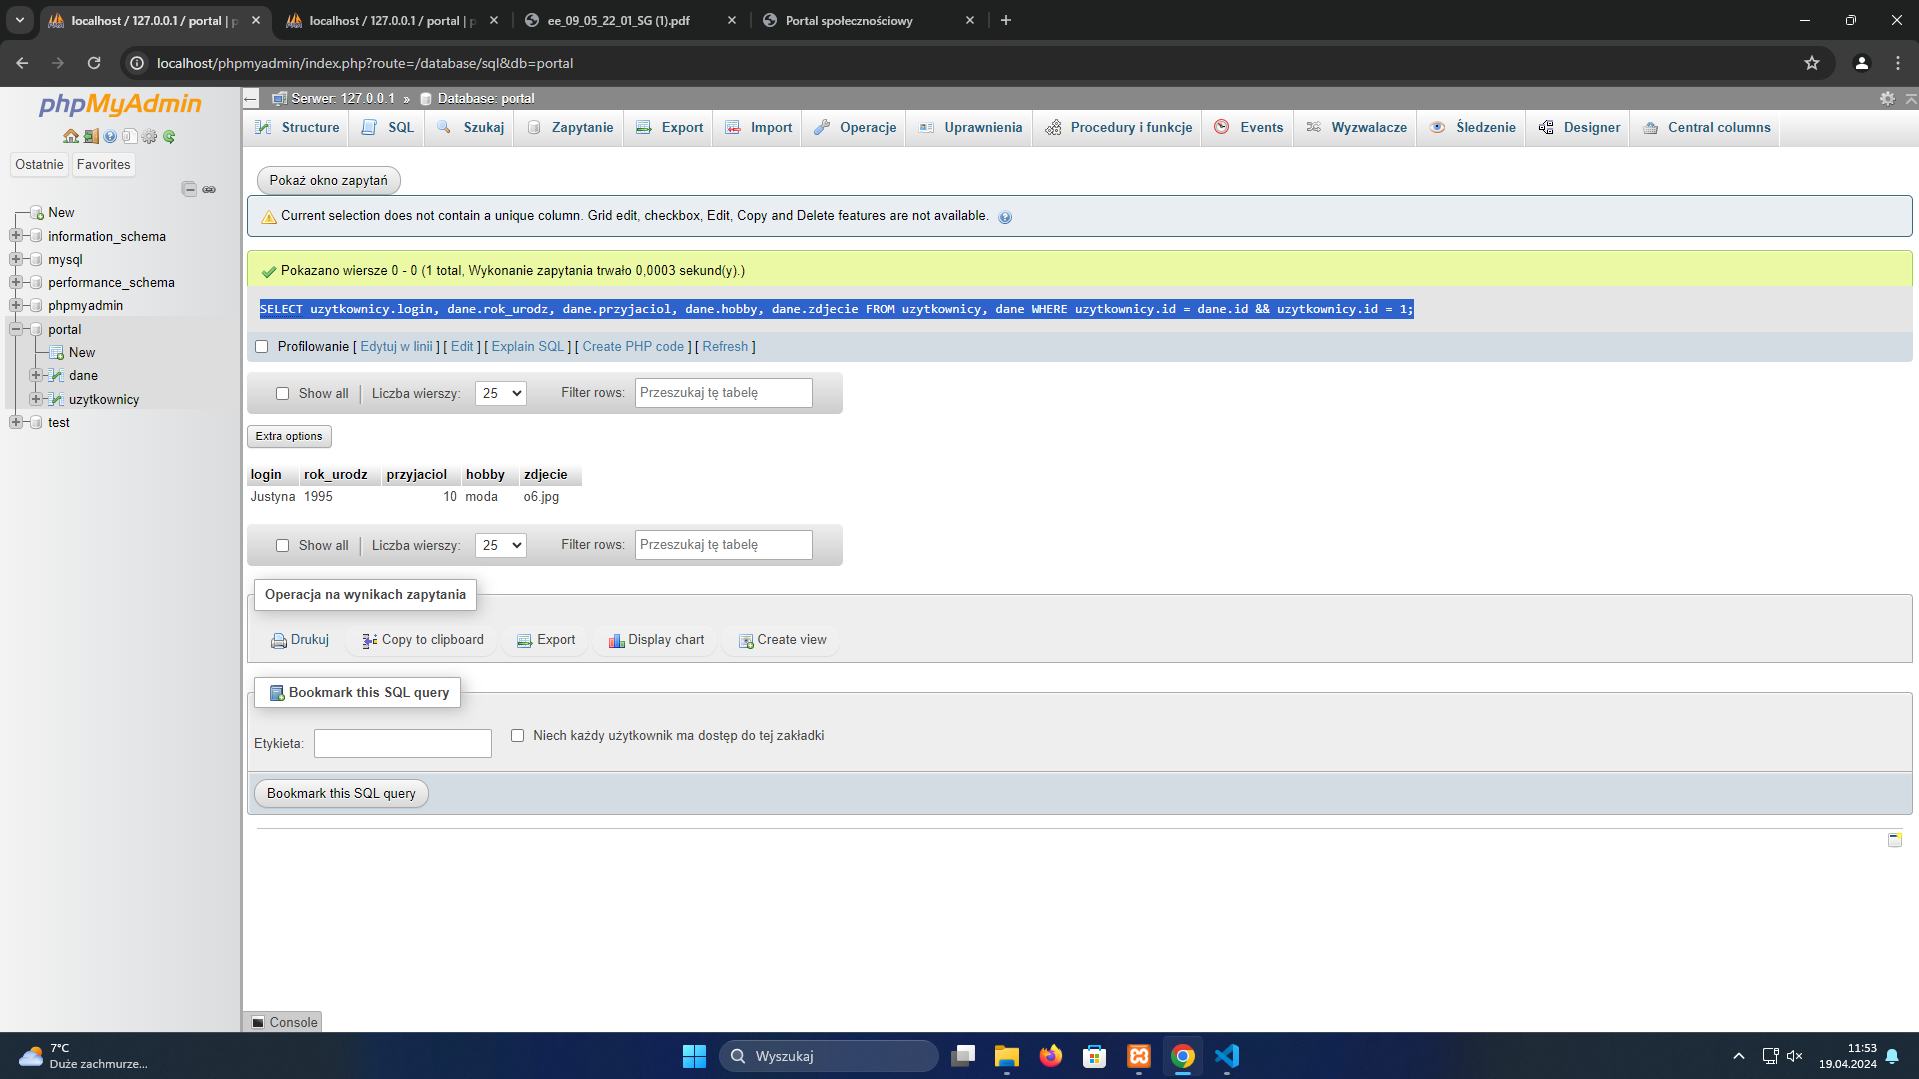 localhost / 127.0.0.1 / portal | p
localhost / 127.0.0.1 / portal | p
ee_09_05_22_01_SG (1).pdf
Portal społecznościowy
localhost/phpmyadmin/index.php?route=/database/sql&db=portal
phpMyAdmin
Ostatnie
Favorites
New
information_schema
mysql
performance_schema
phpmyadmin
portal
New
dane
uzytkownicy
test
Serwer: 127.0.0.1 » Database: portal
Structure
SQL
Szukaj
Zapytanie
Export
Import
Operacje
Uprawnienia
Procedury i funkcje
Events
Wyzwalacze
Śledzenie
Designer
Central columns
Pokaż okno zapytań
Current selection does not contain a unique column. Grid edit, checkbox, Edit, Copy and Delete features are not available.
Pokazano wiersze 0 - 0 (1 total, Wykonanie zapytania trwało 0,0003 sekund(y).)
SELECT uzytkownicy.login, dane.rok_urodz, dane.przyjaciol, dane.hobby, dane.zdjecie FROM uzytkownicy, dane WHERE uzytkownicy.id = dane.id && uzytkownicy.id = 1;
Profilowanie [ Edytuj w linii ] [ Edit ] [ Explain SQL ] [ Create PHP code ] [ Refresh ]
Show all | Liczba wierszy: 25 Filter rows: Przeszukaj tę tabelę
Extra options
login rok_urodz przyjaciol hobby zdjecie
Justyna 1995 10 moda o6.jpg
Show all | Liczba wierszy: 25 Filter rows: Przeszukaj tę tabelę
Operacja na wynikach zapytania
Drukuj Copy to clipboard Export Display chart Create view
Bookmark this SQL query
Etykieta: Niech każdy użytkownik ma dostęp do tej zakładki
Bookmark this SQL query
Console
7°C
Duże zachmurze...
Wyszukaj
11:53
19.04.2024